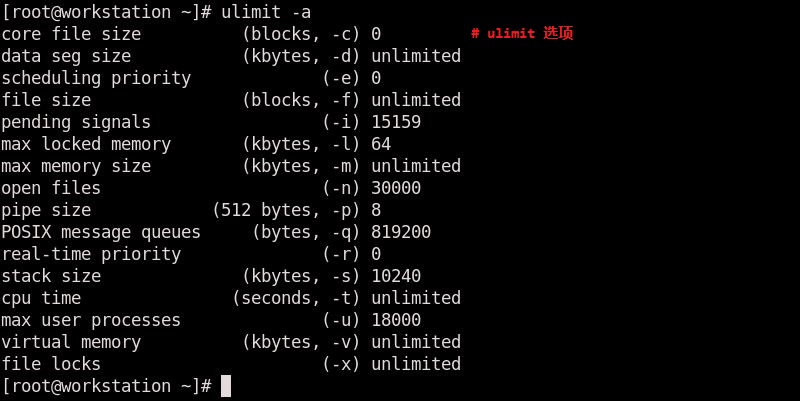 [root@workstation ~]# ulimit -a
core file size          (blocks, -c) 0 # ulimit 选项
data seg size           (kbytes, -d) unlimited
scheduling priority             (-e) 0
file size               (blocks, -f) unlimited
pending signals                 (-i) 15159
max locked memory       (kbytes, -l) 64
max memory size         (kbytes, -m) unlimited
open files                      (-n) 30000
pipe size            (512 bytes, -p) 8
POSIX message queues     (bytes, -q) 819200
real-time priority              (-r) 0
stack size              (kbytes, -s) 10240
cpu time               (seconds, -t) unlimited
max user processes              (-u) 18000
virtual memory          (kbytes, -v) unlimited
file locks                      (-x) unlimited
[root@workstation ~]#